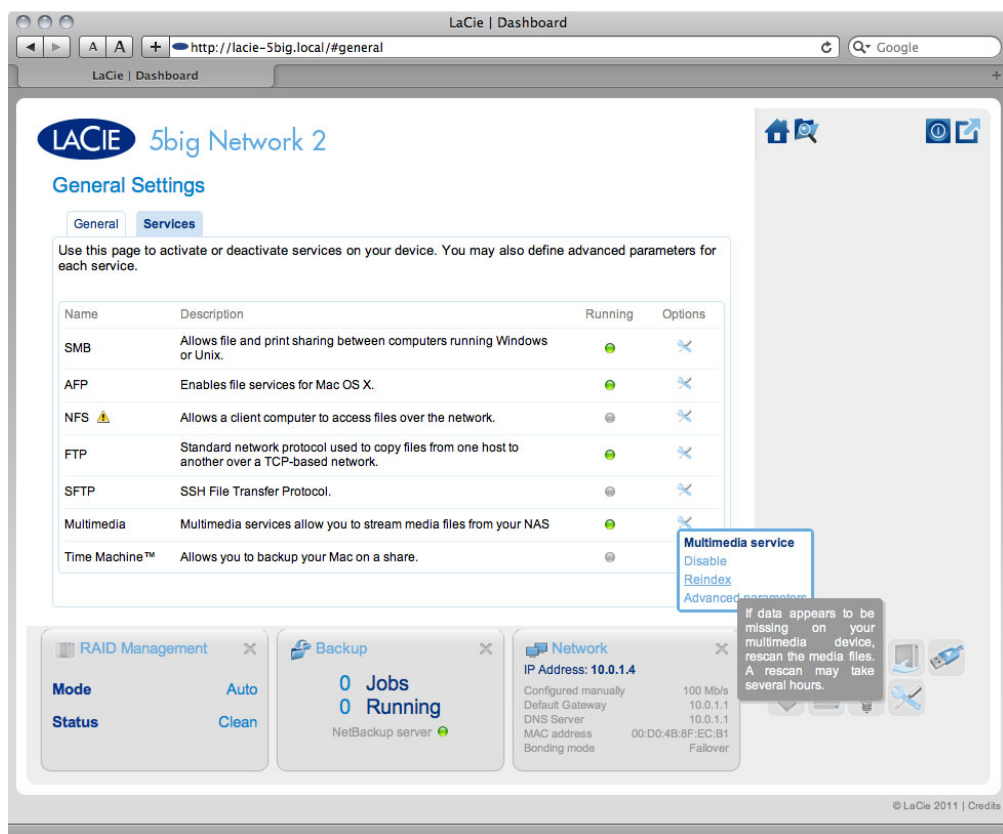 LaCie | Dashboard
A A + http://lacie-5big.local/#general Google
LaCie | Dashboard +
LACIE 5big Network 2
General Settings
General Services
Use this page to activate or deactivate services on your device. You may also define advanced parameters for
each service.
Name Description Running Options
SMB Allows file and print sharing between computers running Windows
or Unix.
AFP Enables file services for Mac OS X.
NFS Allows a client computer to access files over the network.
FTP Standard network protocol used to copy files from one host to
another over a TCP-based network.
SFTP SSH File Transfer Protocol.
Multimedia Multimedia services allow you to stream media files from your NAS
Time Machine™ Allows you to backup your Mac on a share.
Multimedia service
Disable
Reindex
Advanced parameters
If data appears to be
missing on your
multimedia device,
rescan the media files.
A rescan may take
several hours.
RAID Management
Mode Auto
Status Clean
Backup
0 Jobs
0 Running
NetBackup server
Network
IP Address: 10.0.1.4
Configured manually 100 Mb/s
Default Gateway 10.0.1.1
DNS Server 10.0.1.1
MAC address 00:D0:4B:8F:EC:B1
Bonding mode Failover
© LaCie 2011 | Credits